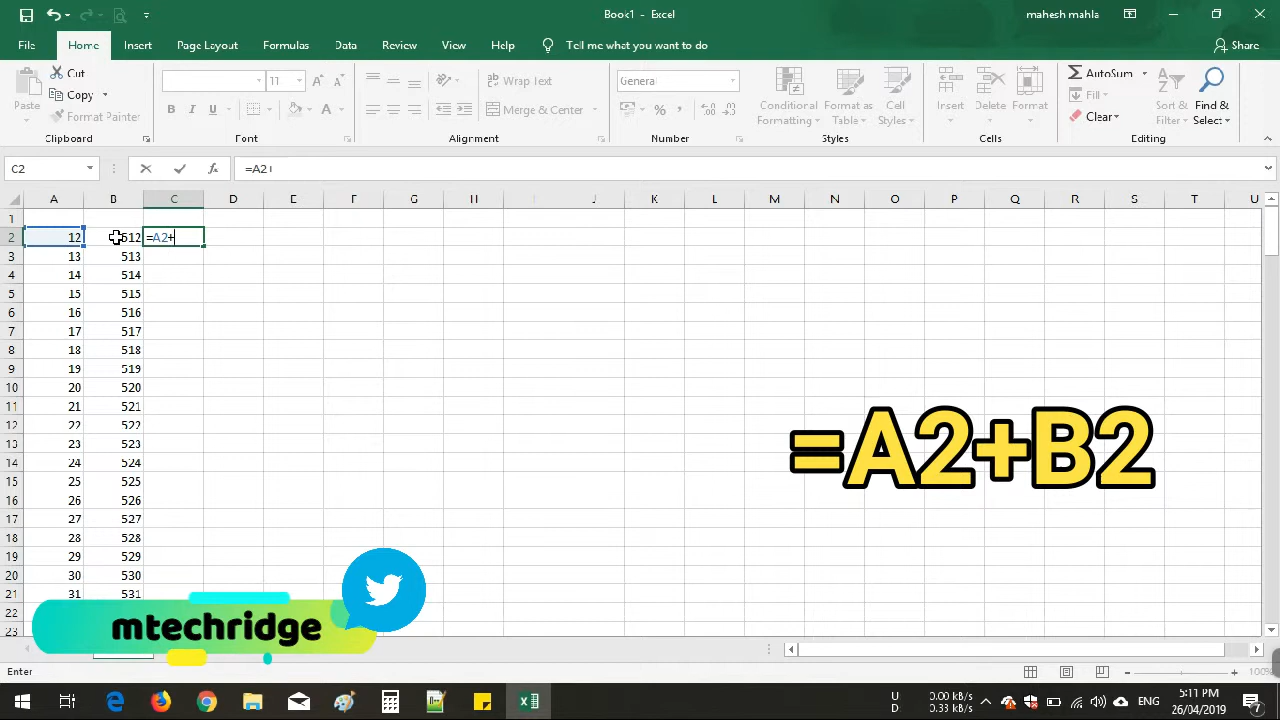 Book1 - Excel
mahesh mahla
File Home Insert Page Layout Formulas Data Review View Help Tell me what you want to do Share
Paste Cut
Copy
Format Painter
Clipboard
11
B I U
Font
Wrap Text
Merge & Center
Alignment
General
%
Number
Conditional Formatting
Format as Table
Cell Styles
Styles
Insert Delete Format
Cells
AutoSum
Fill
Clear
Sort & Filter
Find & Select
Editing
C2 fx =A2+
A B C D E F G H I J K L M N O P Q R S T U
1
2 12 512 =A2+
3 13 513
4 14 514
5 15 515
6 16 516
7 17 517
8 18 518
9 19 519
10 20 520
11 21 521
12 22 522
13 23 523
14 24 524
15 25 525
16 26 526
17 27 527
18 28 528
19 29 529
20 30 530
21 31 531
22
23
=A2+B2
mtechridge
Enter
100%
U: 0.00 kB/s
D: 0.33 kB/s
ENG
5:11 PM
26/04/2019
7